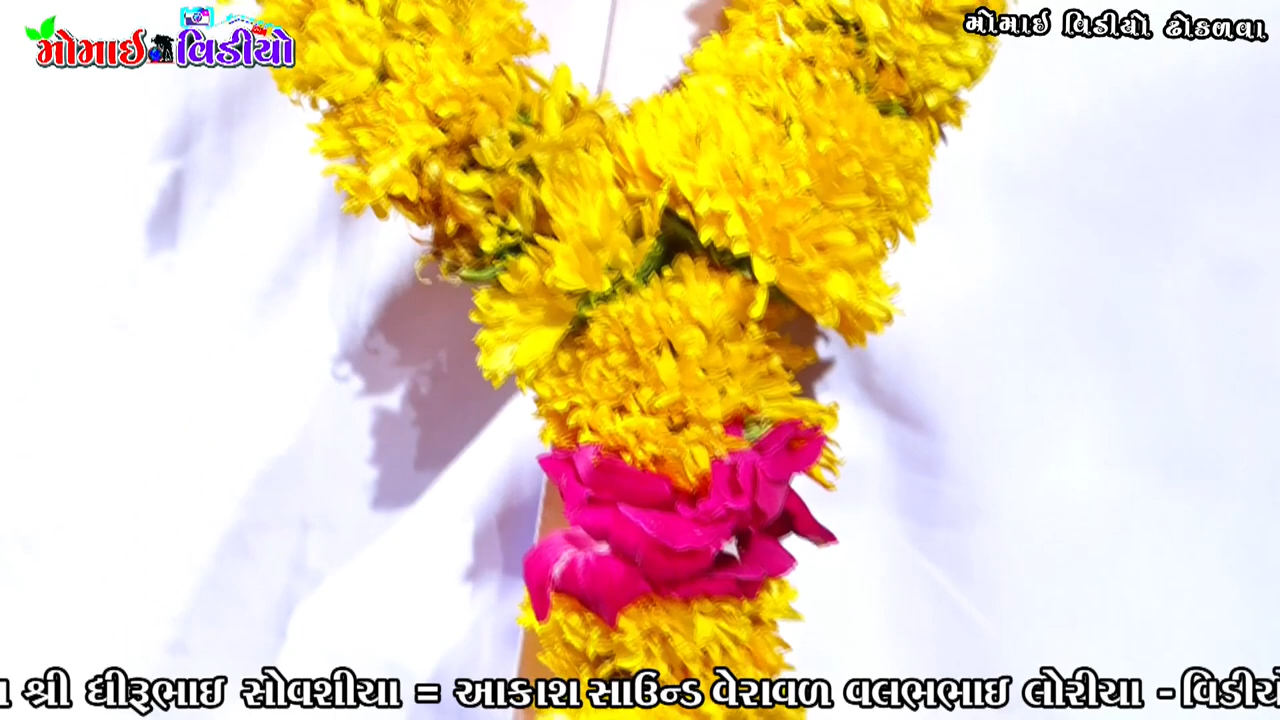 મોમાઇ વિડીયો
મોમાઇ વિડીયો ઢોકળવા
શ્રી ધીરૂભાઇ સોવશીયા = આકાશ સાઉન્ડ વેરાવળ વલભભાઇ લોરીયા - વિડીયો